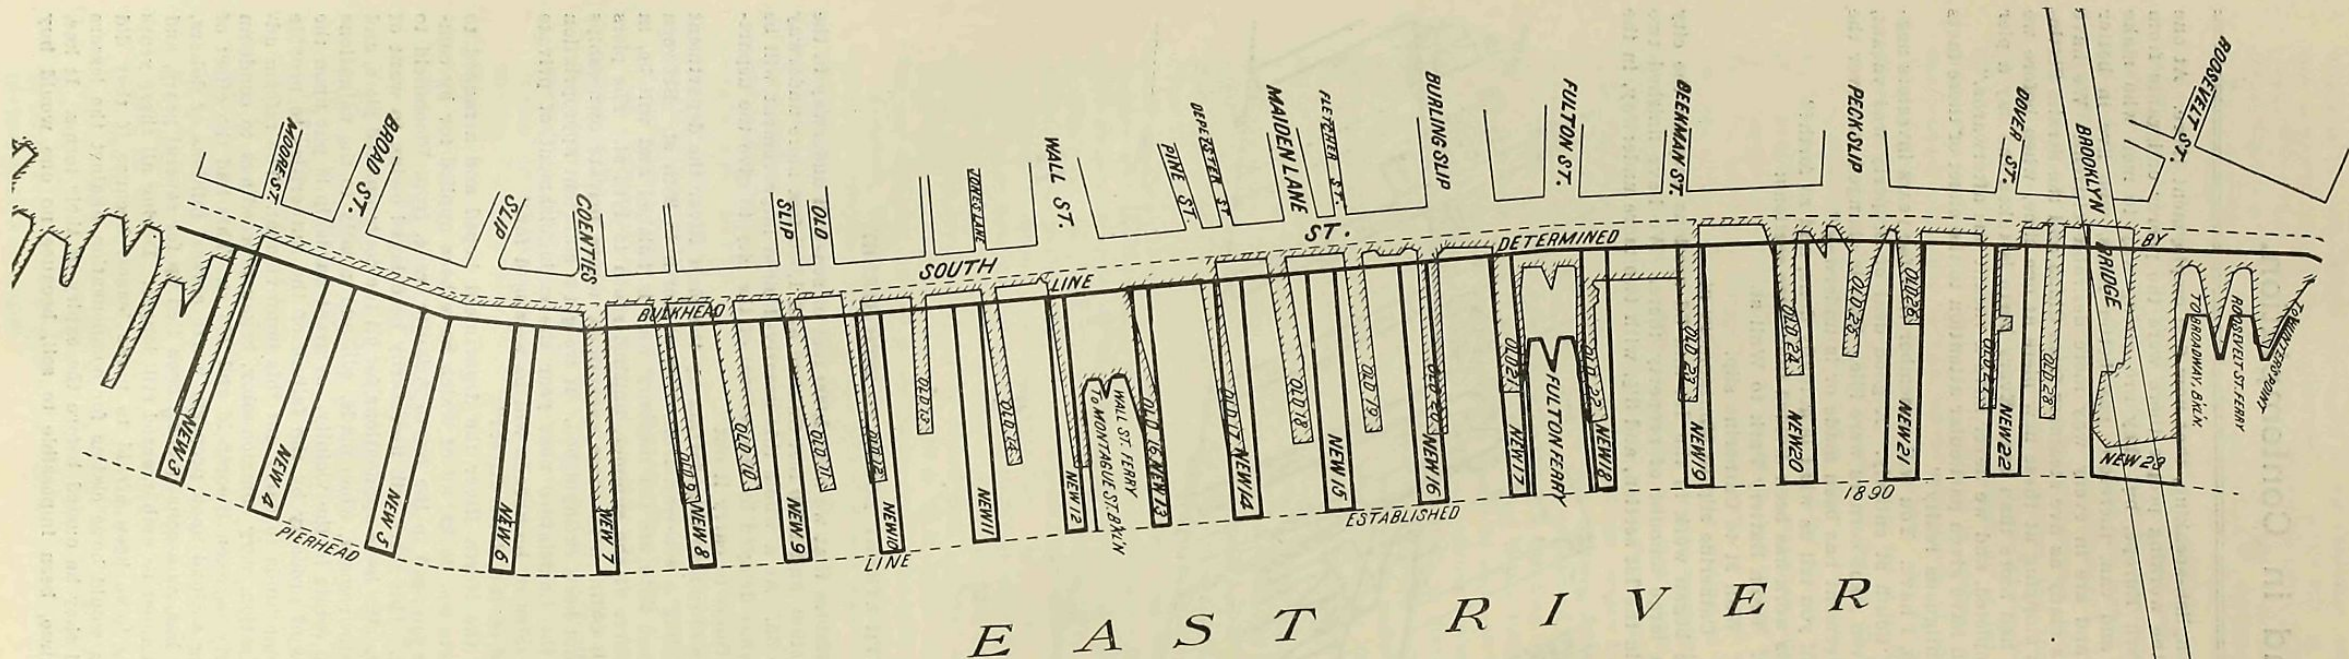 MOORE ST.
BROAD ST.
COENTIES
SLIP
OLD
SLIP
JONES LANE
WALL ST.
PINE ST.
DEPEYSTER ST
MAIDEN LANE
FLETCHER ST.
BURLING SLIP
FULTON ST.
BEEKMAN ST.
PECK SLIP
DOVER ST.
BROOKLYN
BRIDGE
ROOSEVELT ST.
SOUTH
ST.
BULKHEAD
LINE
DETERMINED
BY
OLD 9
OLD 10
OLD 11
OLD 12
OLD 13
OLD 14
OLD 16
OLD 17
OLD 18
OLD 19
OLD 20
OLD 21
OLD 22
OLD 23
OLD 24
OLD 25
OLD 26
OLD 27
OLD 28
WALL ST. FERRY
TO MONTAGUE ST. B'KL'N
FULTON FERRY
TO BROADWAY, B'KL'N
ROOSEVELT ST. FERRY
TO HUNTERS POINT
NEW 3
NEW 4
NEW 5
NEW 6
NEW 7
NEW 8
NEW 9
NEW 10
NEW 11
NEW 12
NEW 13
NEW 14
NEW 15
NEW 16
NEW 17
NEW 18
NEW 19
NEW 20
NEW 21
NEW 22
NEW 23
PIERHEAD
LINE
ESTABLISHED
1890
EAST RIVER